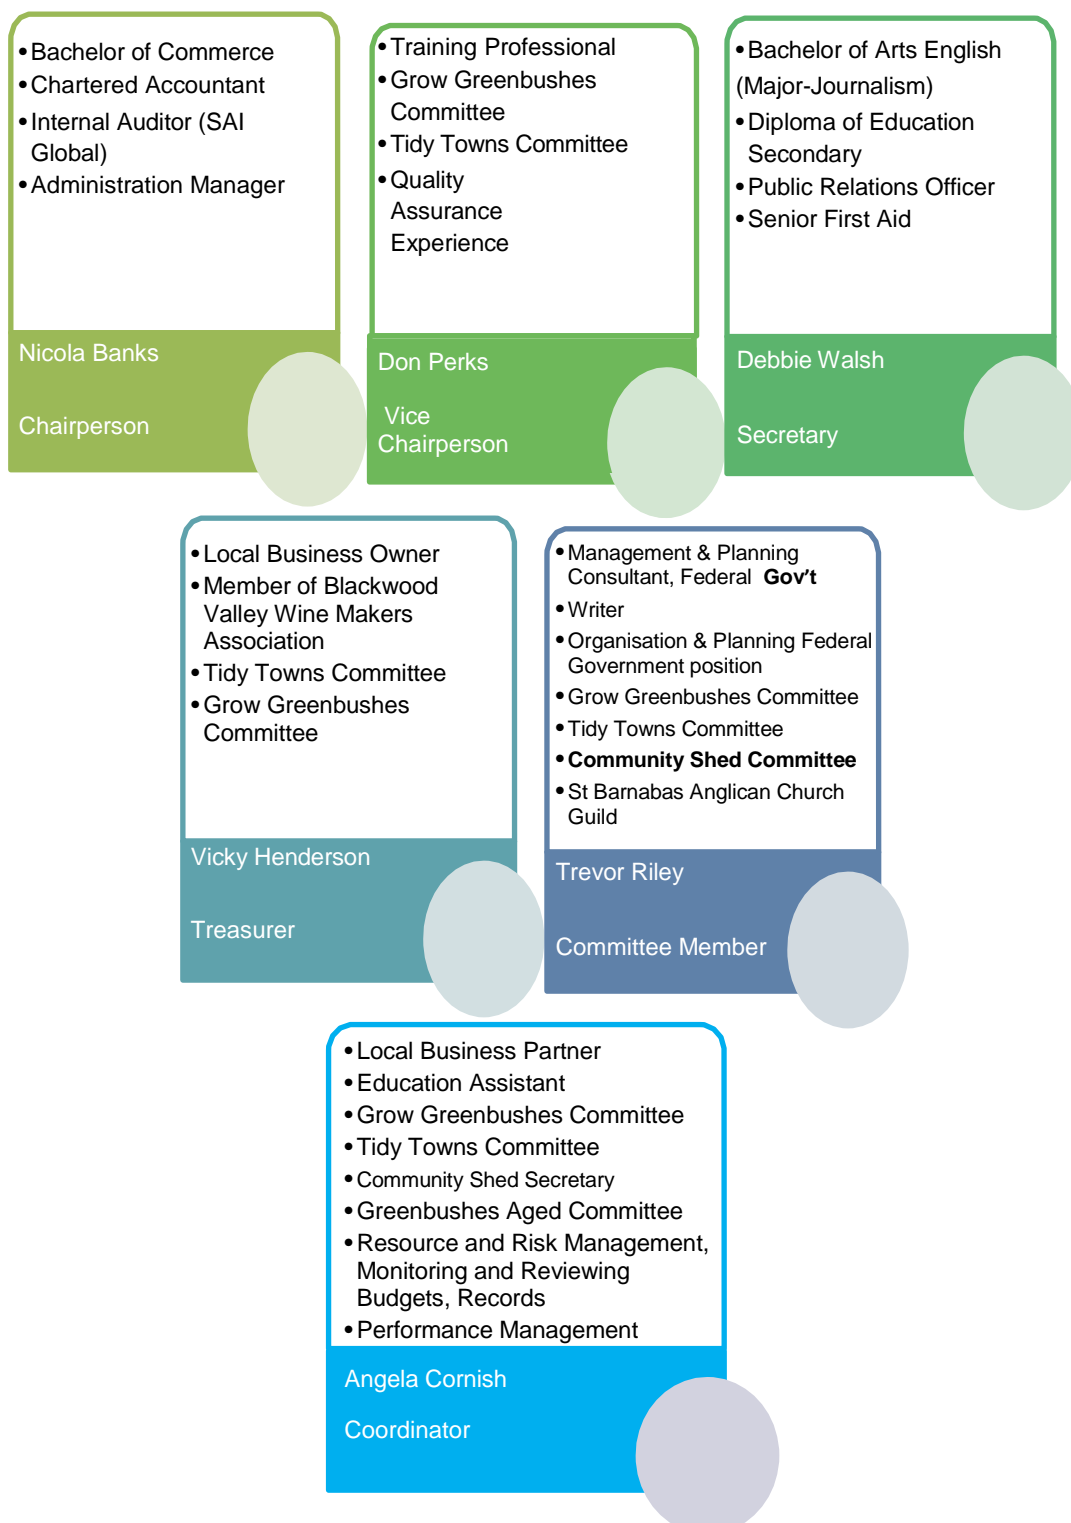 • Bachelor of Commerce
• Chartered Accountant
• Internal Auditor (SAI
Global)
• Administration Manager
Nicola Banks
Chairperson
• Training Professional
• Grow Greenbushes
Committee
• Tidy Towns Committee
• Quality
Assurance
Experience
Don Perks
Vice
Chairperson
• Bachelor of Arts English
(Major-Journalism)
• Diploma of Education
Secondary
• Public Relations Officer
• Senior First Aid
Debbie Walsh
Secretary
• Local Business Owner
• Member of Blackwood
Valley Wine Makers
Association
• Tidy Towns Committee
• Grow Greenbushes
Committee
Vicky Henderson
Treasurer
• Management & Planning
Consultant, Federal Gov’t
• Writer
• Organisation & Planning Federal
Government position
• Grow Greenbushes Committee
• Tidy Towns Committee
• Community Shed Committee
• St Barnabas Anglican Church
Guild
Trevor Riley
Committee Member
• Local Business Partner
• Education Assistant
• Grow Greenbushes Committee
• Tidy Towns Committee
• Community Shed Secretary
• Greenbushes Aged Committee
• Resource and Risk Management,
Monitoring and Reviewing
Budgets, Records
• Performance Management
Angela Cornish
Coordinator